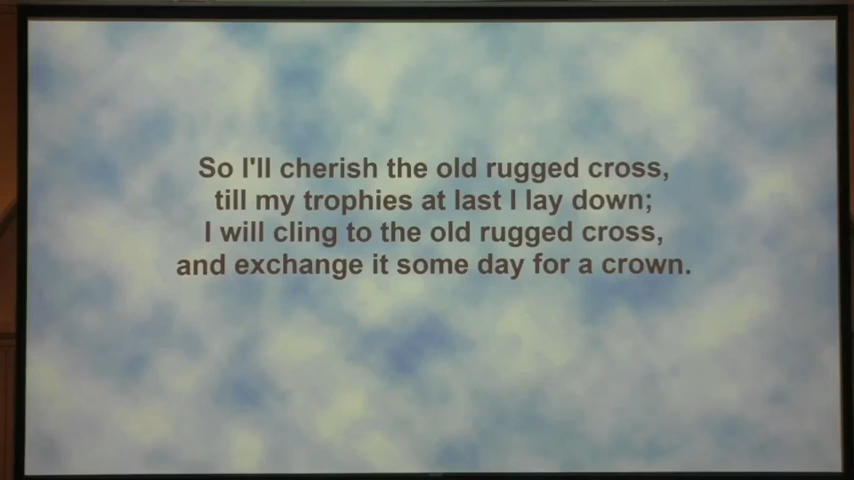 So I'll cherish the old rugged cross,
till my trophies at last I lay down;
I will cling to the old rugged cross,
and exchange it some day for a crown.